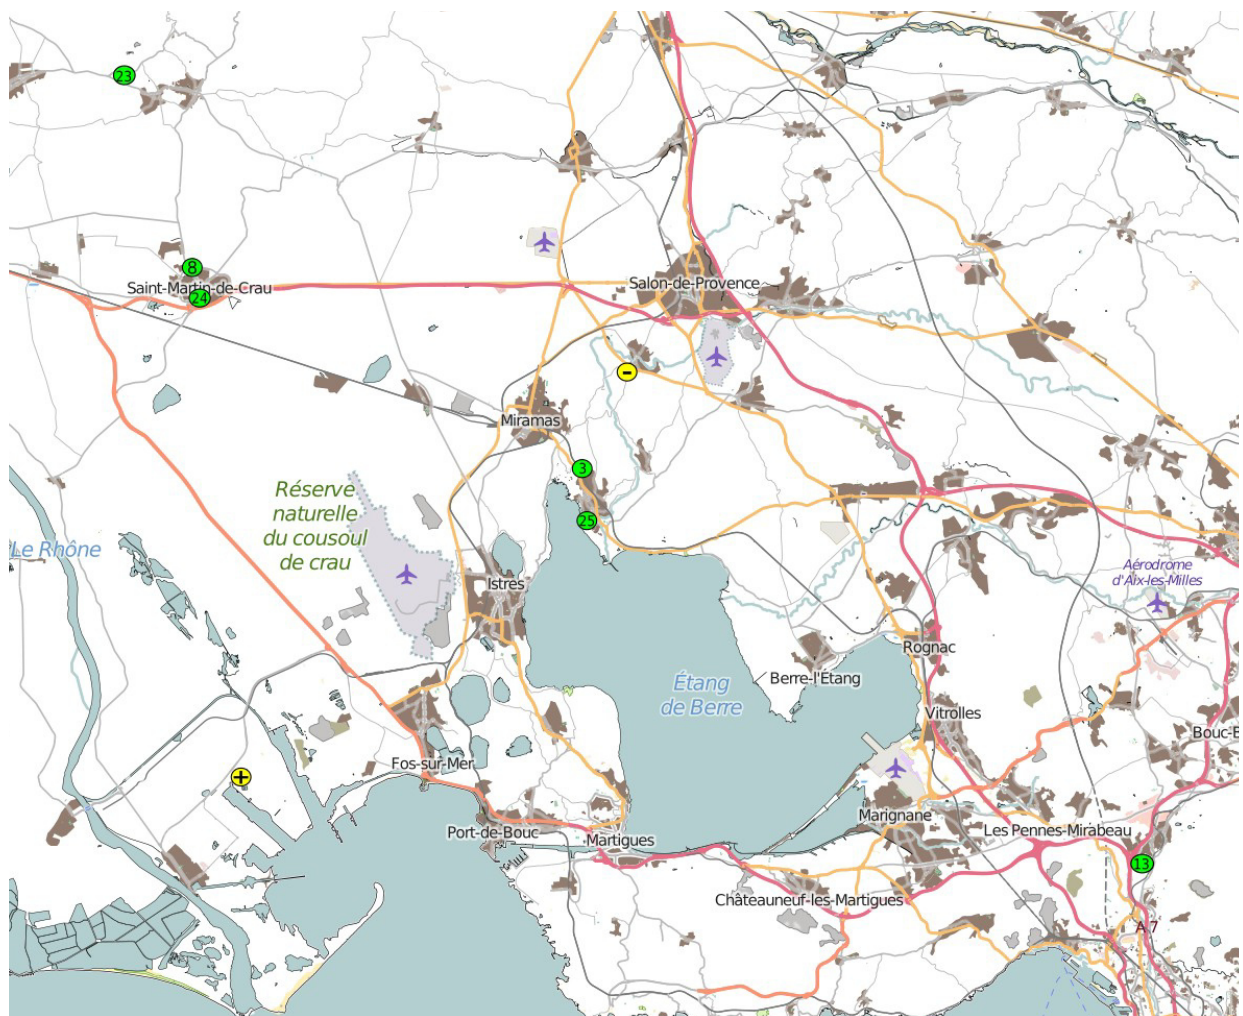 23
8
Saint-Martin-de-Crau
24
Salon-de-Provence
-
Miramas
3
25
Réserve
naturelle
du cousoul
de crau
Le Rhône
Istres
Aérodrome
d'Aix-les-Milles
Rognac
Berre-l'Etang
Étang
de Berre
Vitrolles
Bouc-B
Fos-sur-Mer
+
Marignane
Les Pennes-Mirabeau
Port-de-Bouc
Martigues
13
Châteauneuf-les-Martigues
A 7